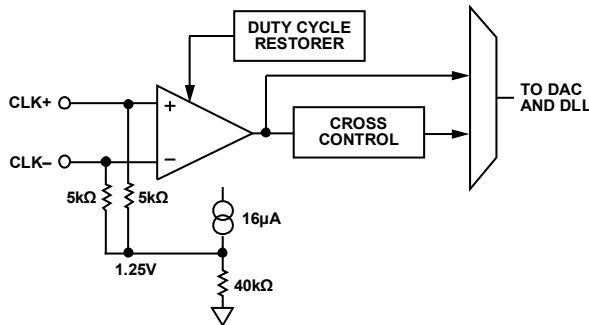 DUTY CYCLE
RESTORER
CLK+
+
CLK–
–
TO DAC
AND DLL
CROSS
CONTROL
5kΩ
5kΩ
16µA
1.25V
40kΩ